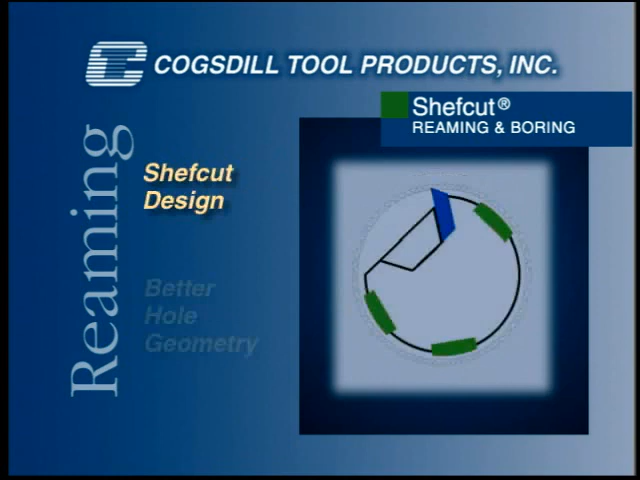 COGSDILL TOOL PRODUCTS, INC.
Shefcut®
REAMING & BORING
Reaming
Shefcut
Design
Better
Hole
Geometry